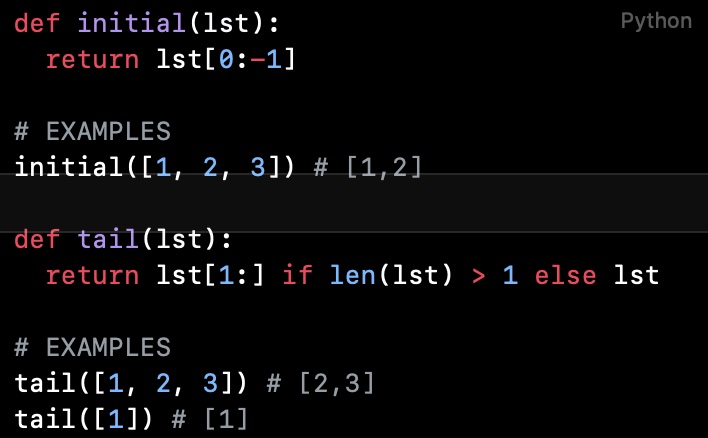 Python
def initial(lst):
  return lst[0:-1]
# EXAMPLES
initial([1, 2, 3]) # [1,2]
def tail(lst):
  return lst[1:] if len(lst) > 1 else lst
# EXAMPLES
tail([1, 2, 3]) # [2,3]
tail([1]) # [1]